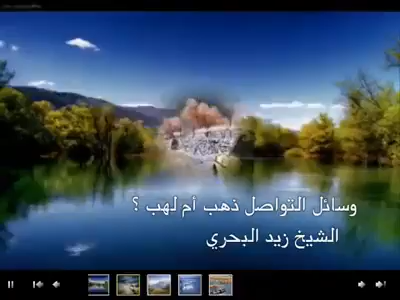 وسائل التواصل ذهب أم لهب ؟
الشيخ زيد البحري